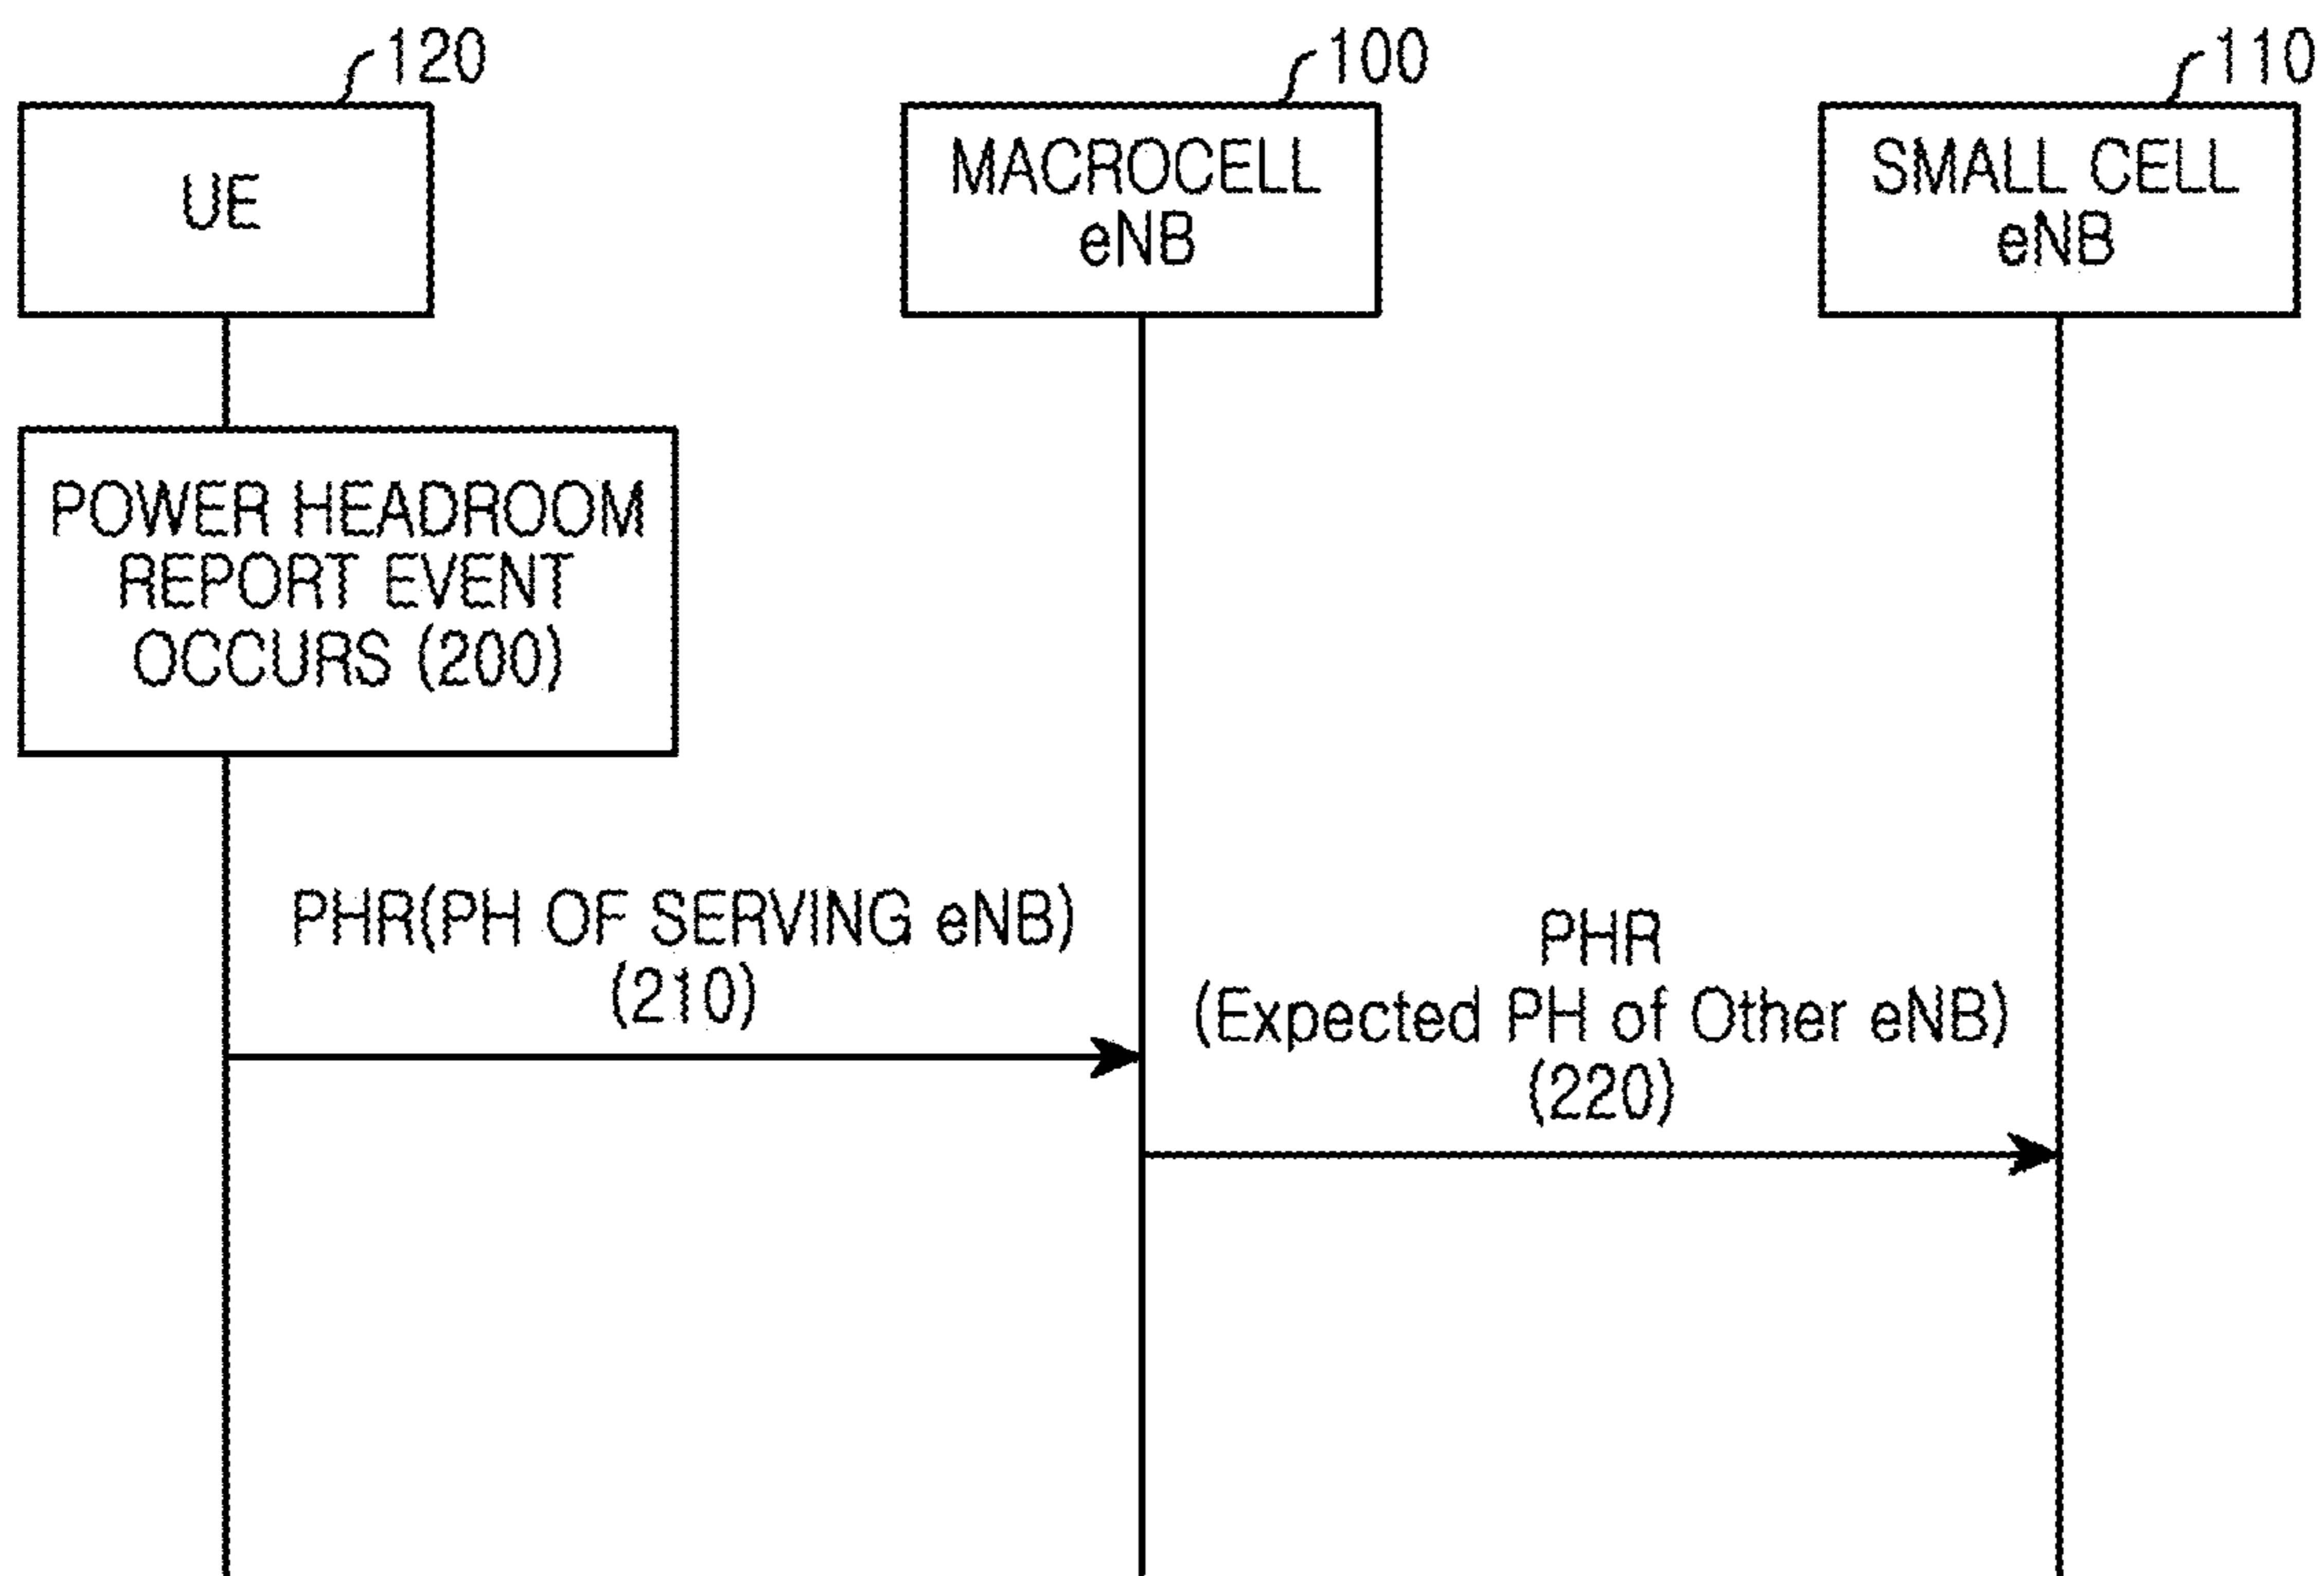 120
100
110
UE
MACROCELL
eNB
SMALL CELL
eNB
POWER HEADROOM
REPORT EVENT
OCCURS (200)
PHR(PH OF SERVING eNB)
(210)
PHR
(Expected PH of Other eNB)
(220)